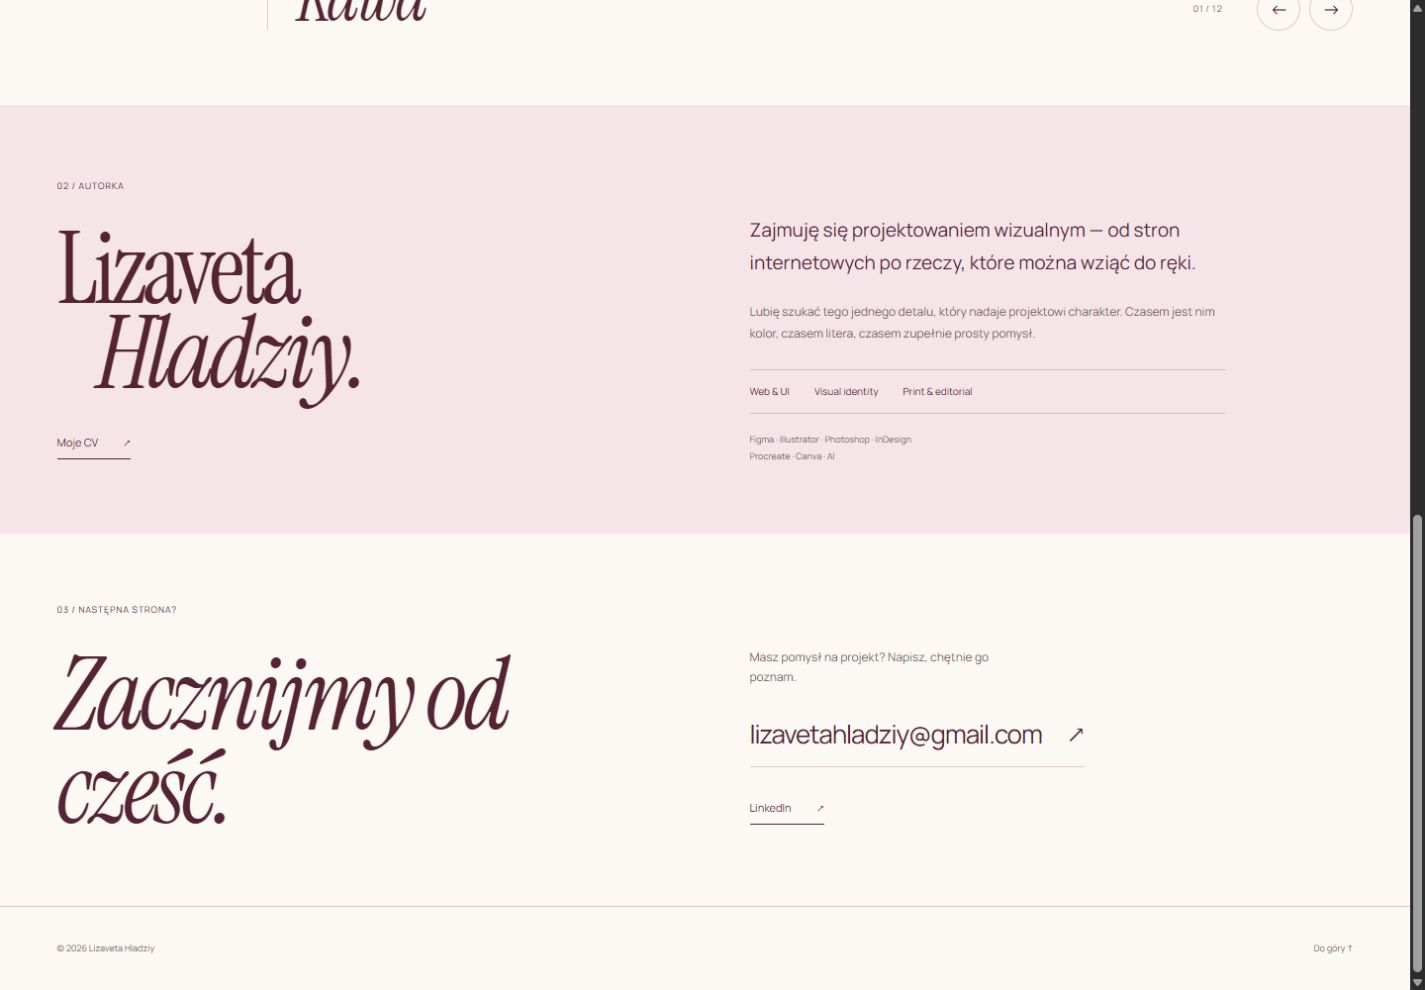 Kawa
01 / 12
←
→
02 / AUTORKA
Lizaveta
Hladziy.
Moje CV ↗
Zajmuję się projektowaniem wizualnym — od stron
internetowych po rzeczy, które można wziąć do ręki.
Lubię szukać tego jednego detalu, który nadaje projektowi charakter. Czasem jest nim
kolor, czasem litera, czasem zupełnie prosty pomysł.
Web & UI Visual identity Print & editorial
Figma · Illustrator · Photoshop · InDesign
Procreate · Canva · AI
03 / NASTĘPNA STRONA?
Zacznijmy od
cześć.
Masz pomysł na projekt? Napisz, chętnie go
poznam.
lizavetahladziy@gmail.com ↗
LinkedIn ↗
© 2026 Lizaveta Hladziy
Do góry ↑